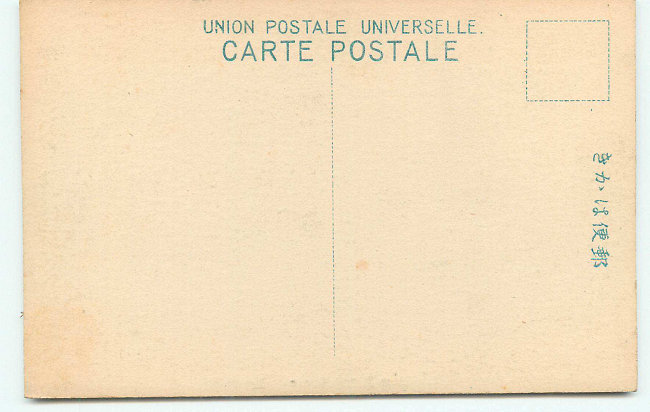 UNION POSTALE UNIVERSELLE.
CARTE POSTALE
郵便はかき